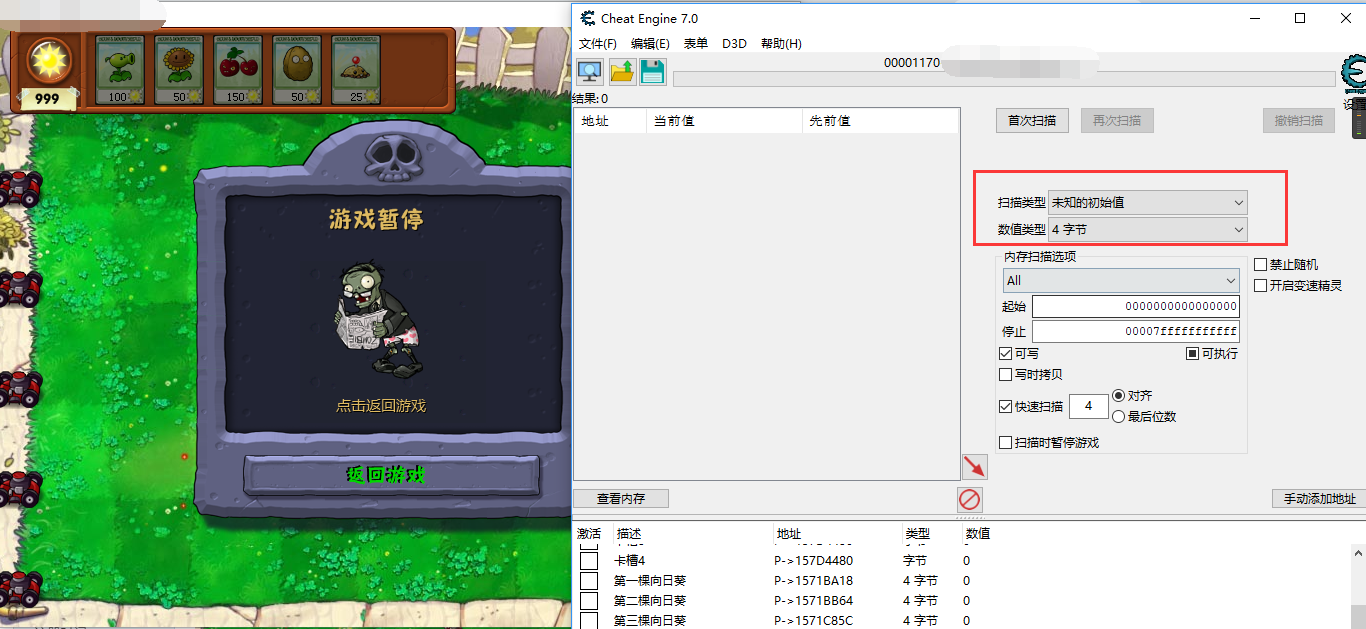 999
100
50
150
50
25
游戏暂停
点击返回游戏
返回游戏
Cheat Engine 7.0
文件(F) 编辑(E) 表单 D3D 帮助(H)
00001170
结果:0
地址 当前值 先前值
首次扫描 再次扫描 撤销扫描
扫描类型 未知的初始值
数值类型 4 字节
内存扫描选项
All
起始 0000000000000000
停止 00007fffffffffff
可写 可执行
写时拷贝
快速扫描 4 对齐
最后位数
扫描时暂停游戏
禁止随机
开启变速精灵
查看内存 手动添加地址
激活 描述 地址 类型 数值
卡槽4 P->157D4480 字节 0
第一棵向日葵 P->1571BA18 4 字节 0
第二棵向日葵 P->1571BB64 4 字节 0
第三棵向日葵 P->1571C85C 4 字节 0